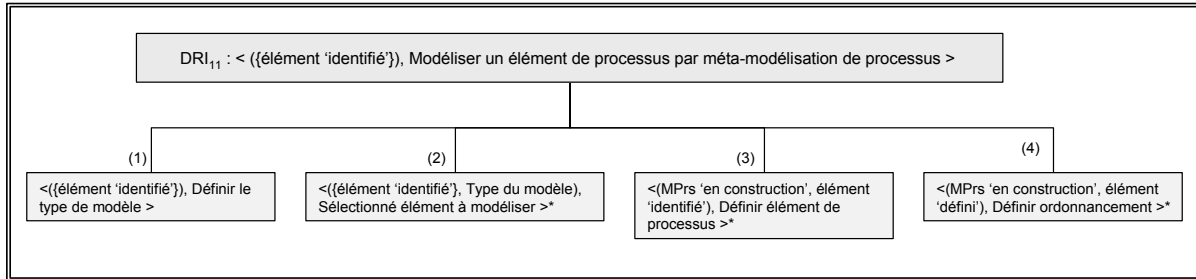 DRI11 : < ({élément ‘identifié’}), Modéliser un élément de processus par méta-modélisation de processus >
(1)
(2)
(3)
(4)
<({élément ‘identifié’}), Définir le
type de modèle >
<({élément ‘identifié’}, Type du modèle),
Sélectionné élément à modéliser >*
<(MPrs ‘en construction’, élément
‘identifié’), Définir élément de
processus >*
<(MPrs ‘en construction’, élément
‘défini’), Définir ordonnancement >*